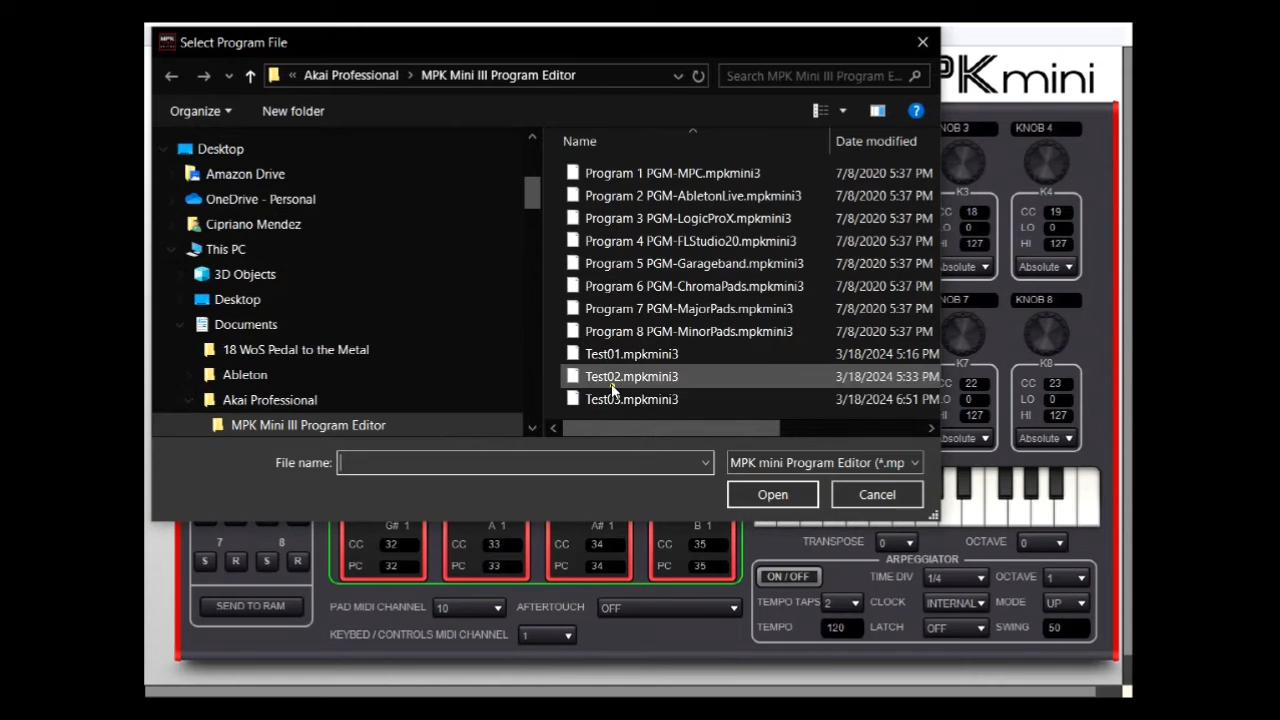 Select Program File
« Akai Professional › MPK Mini III Program Editor
Search MPK Mini III Program E...
Organize
New folder
Desktop
Amazon Drive
OneDrive - Personal
Cipriano Mendez
This PC
3D Objects
Desktop
Documents
18 WoS Pedal to the Metal
Ableton
Akai Professional
MPK Mini III Program Editor
Name Date modified
Program 1 PGM-MPC.mpkmini3 7/8/2020 5:37 PM
Program 2 PGM-AbletonLive.mpkmini3 7/8/2020 5:37 PM
Program 3 PGM-LogicProX.mpkmini3 7/8/2020 5:37 PM
Program 4 PGM-FLStudio20.mpkmini3 7/8/2020 5:37 PM
Program 5 PGM-Garageband.mpkmini3 7/8/2020 5:37 PM
Program 6 PGM-ChromaPads.mpkmini3 7/8/2020 5:37 PM
Program 7 PGM-MajorPads.mpkmini3 7/8/2020 5:37 PM
Program 8 PGM-MinorPads.mpkmini3 7/8/2020 5:37 PM
Test01.mpkmini3 3/18/2024 5:16 PM
Test02.mpkmini3 3/18/2024 5:33 PM
Test03.mpkmini3 3/18/2024 6:51 PM
File name:
MPK mini Program Editor (*.mp
Open
Cancel
PK mini
NOB 3 KNOB 4
K3 K4
CC 18 CC 19
LO 0 LO 0
HI 127 HI 127
bsolute Absolute
NOB 7 KNOB 8
K7 K8
CC 22 CC 23
LO 0 LO 0
HI 127 HI 127
bsolute Absolute
7 8
S R S R
SEND TO RAM
G# 1 A 1 A# 1 B 1
CC 32 CC 33 CC 34 CC 35
PC 32 PC 33 PC 34 PC 35
PAD MIDI CHANNEL 10 AFTERTOUCH OFF
KEYBED / CONTROLS MIDI CHANNEL 1
TRANSPOSE 0 OCTAVE 0
ARPEGGIATOR
ON / OFF TIME DIV 1/4 OCTAVE 1
TEMPO TAPS 2 CLOCK INTERNAL MODE UP
TEMPO 120 LATCH OFF SWING 50